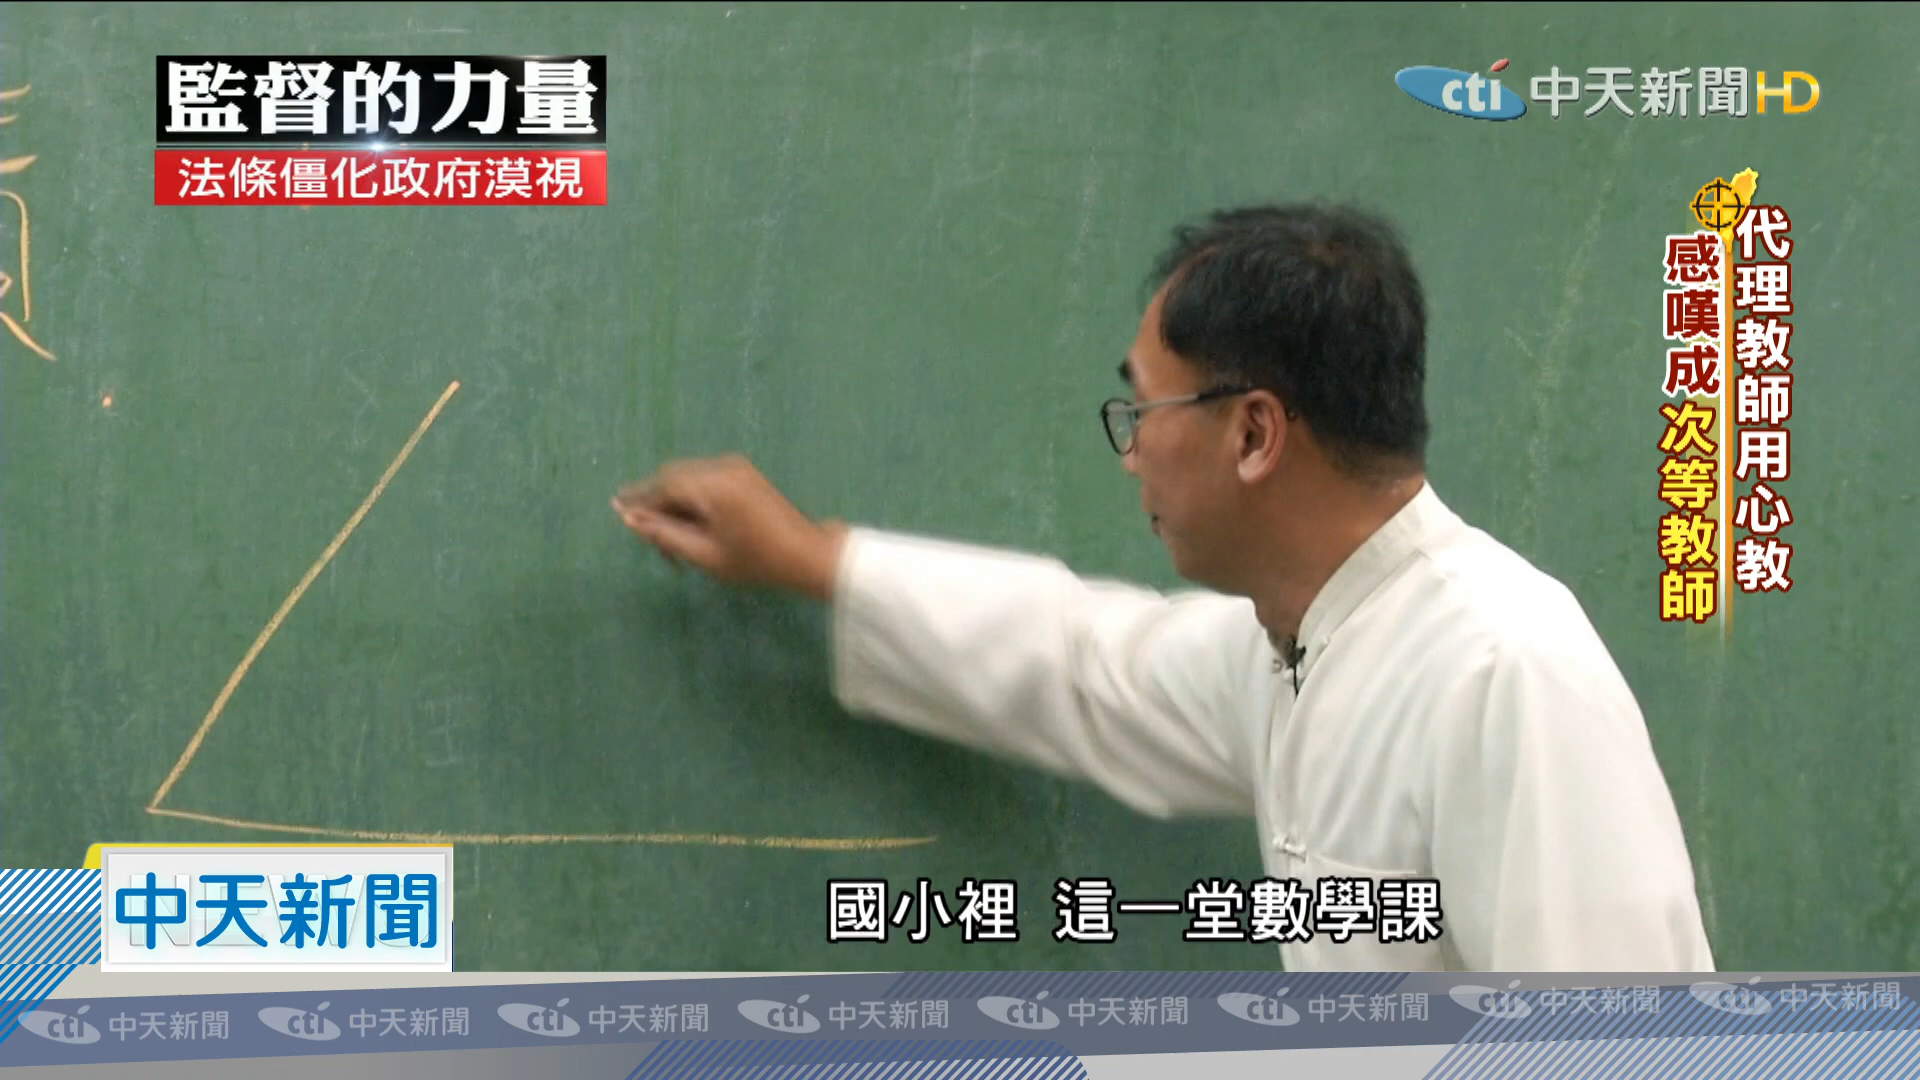 監督的力量
法條僵化政府漠視
cti 中天新聞HD
代理教師用心教
感嘆成次等教師
國小裡 這一堂數學課
中天新聞
NEWS
cti 中天新聞 cti 中天新聞 cti 中天新聞 cti 中天新聞 cti 中天新聞 cti 中天新聞 cti 中天新聞 cti 中天新聞